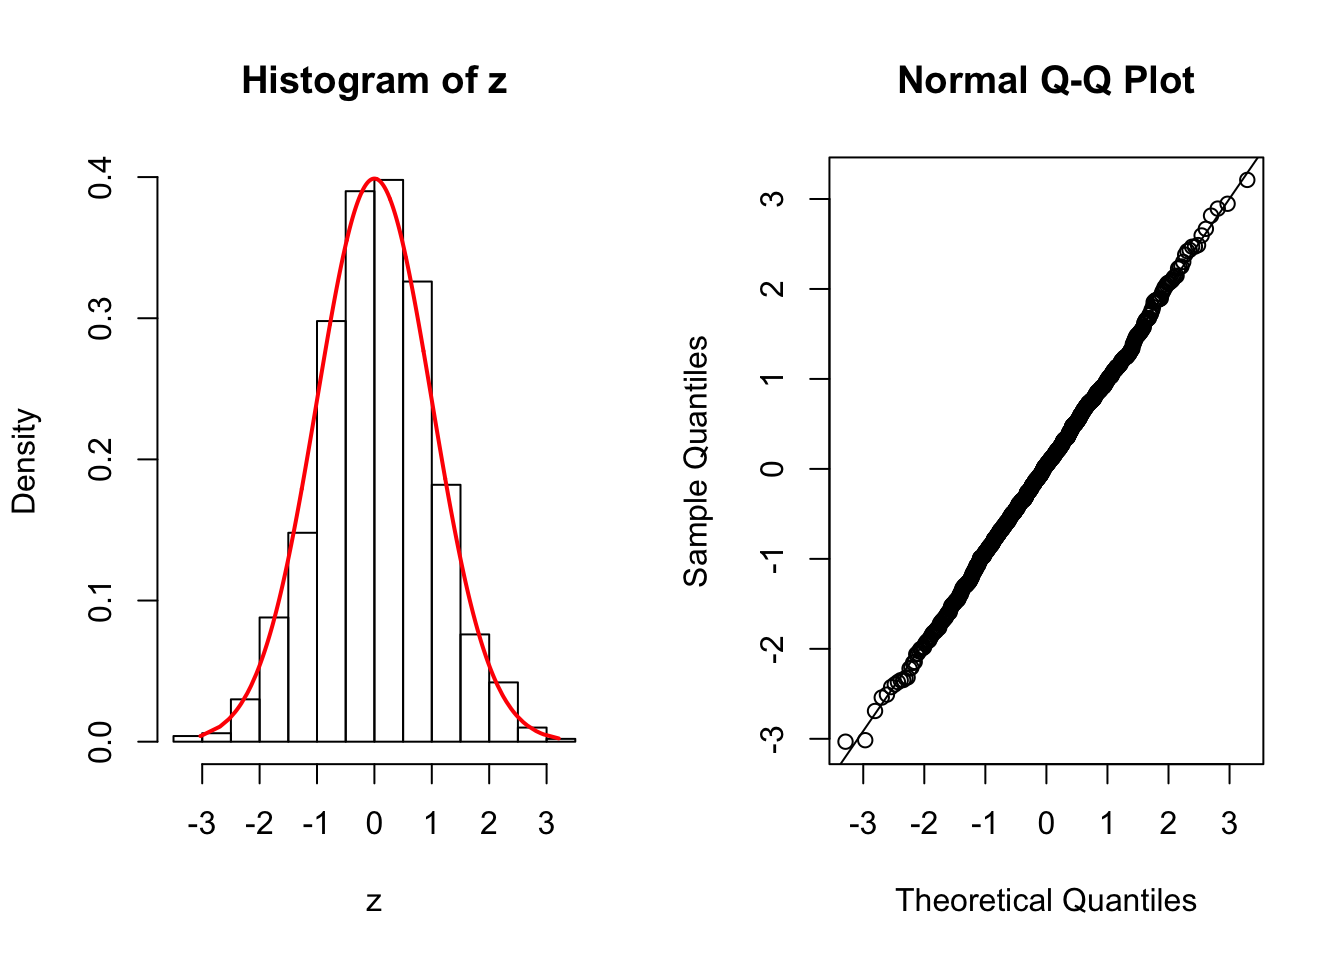 Histogram of z
Density
0.0
0.1
0.2
0.3
0.4
-3 -2 -1 0 1 2 3
z
Normal Q-Q Plot
Sample Quantiles
-3
-2
-1
0
1
2
3
-3 -2 -1 0 1 2 3
Theoretical Quantiles